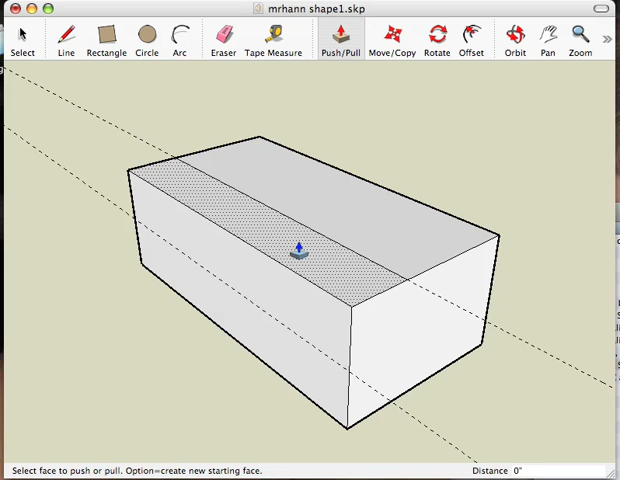 mrhann shape1.skp
Select Line Rectangle Circle Arc Eraser Tape Measure Push/Pull Move/Copy Rotate Offset Orbit Pan Zoom »
Select face to push or pull. Option=create new starting face. Distance 0"